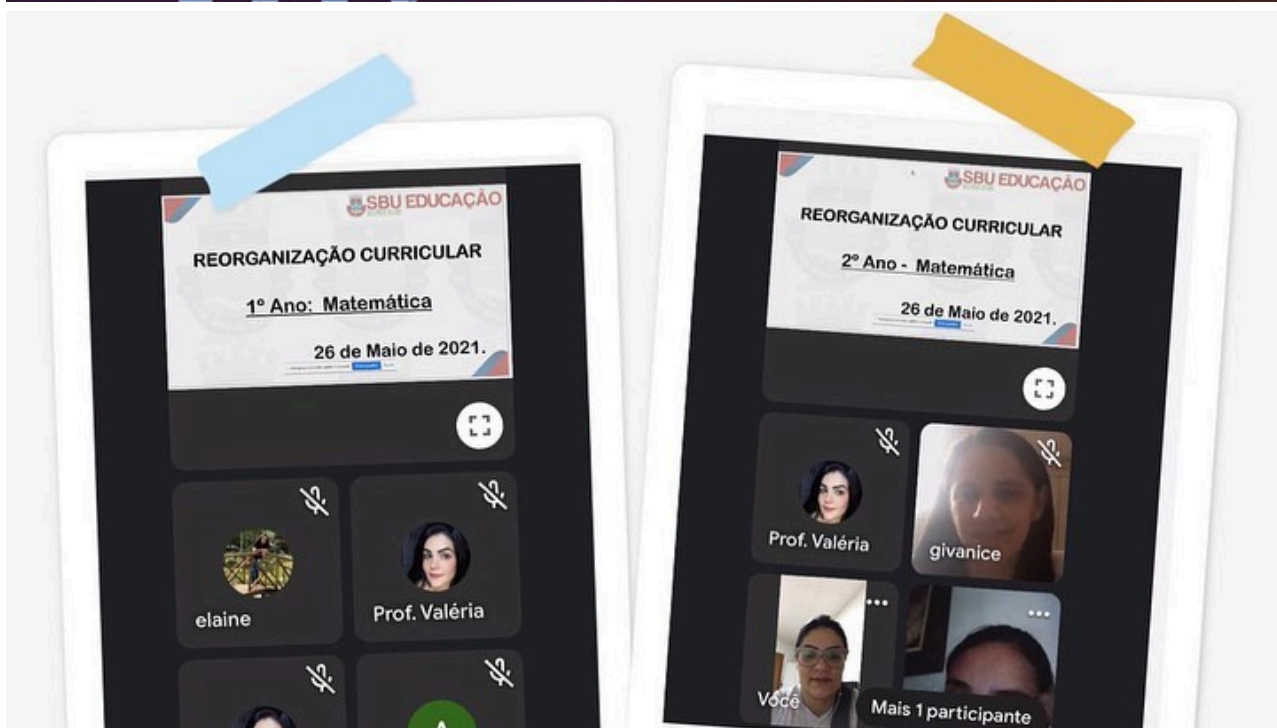 SBU EDUCAÇÃO
REORGANIZAÇÃO CURRICULAR
1º Ano: Matemática
26 de Maio de 2021.
elaine
Prof. Valéria
A
SBU EDUCAÇÃO
REORGANIZAÇÃO CURRICULAR
2º Ano - Matemática
26 de Maio de 2021.
Prof. Valéria
givanice
Você
Mais 1 participante